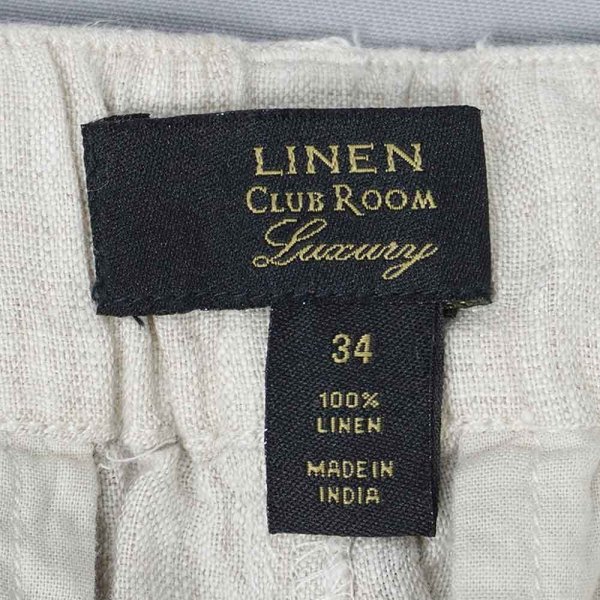 LINEN
CLUB ROOM
Luxury
34
100%
LINEN
MADE IN
INDIA